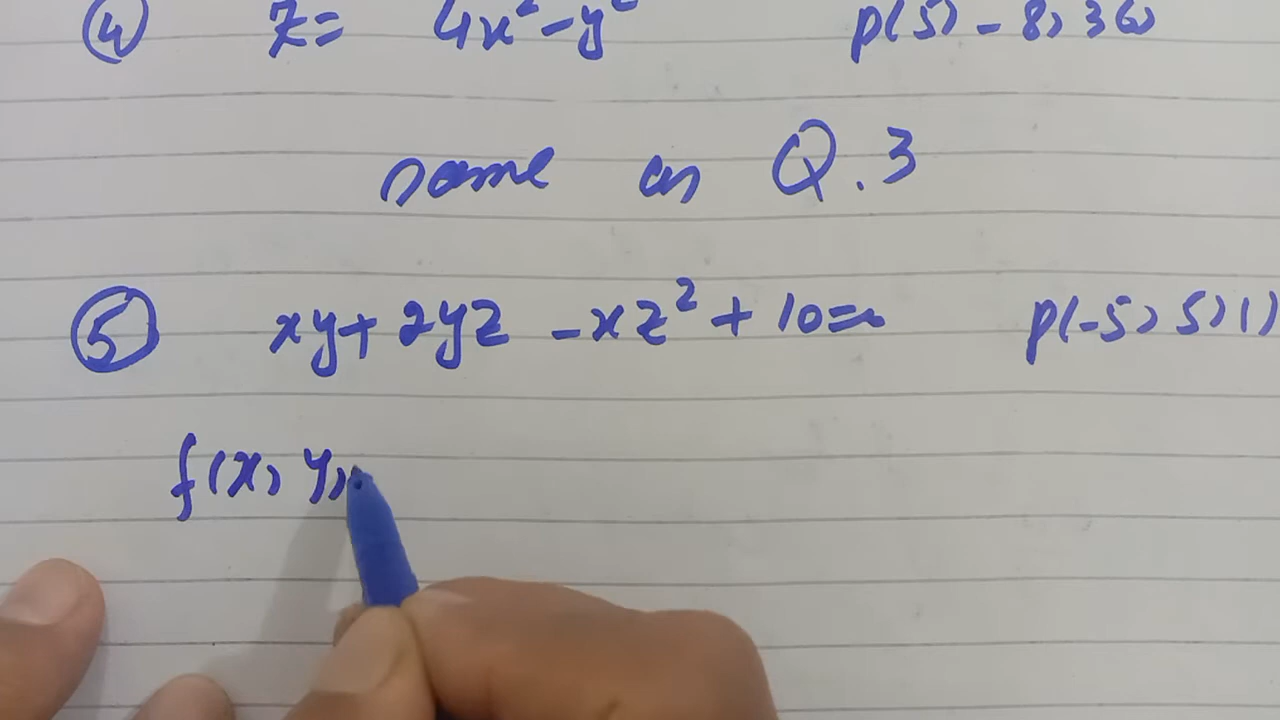 ④ z = 4x² - y² p(5, -8, 36)
same as Q.3
⑤ xy + 2yz - xz² + 10 = 0 p(-5, 5, 1)
f(x, y,